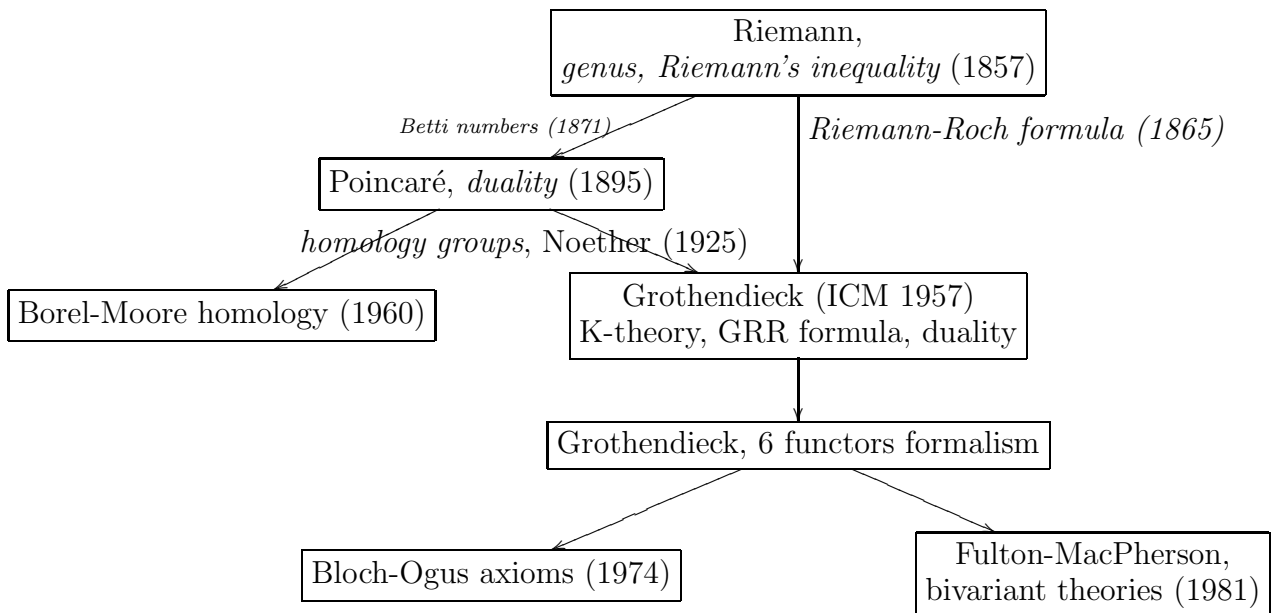 Riemann,
genus, Riemann's inequality (1857)
Betti numbers (1871)
Riemann-Roch formula (1865)
Poincaré, duality (1895)
homology groups, Noether (1925)
Borel-Moore homology (1960)
Grothendieck (ICM 1957)
K-theory, GRR formula, duality
Grothendieck, 6 functors formalism
Bloch-Ogus axioms (1974)
Fulton-MacPherson,
bivariant theories (1981)